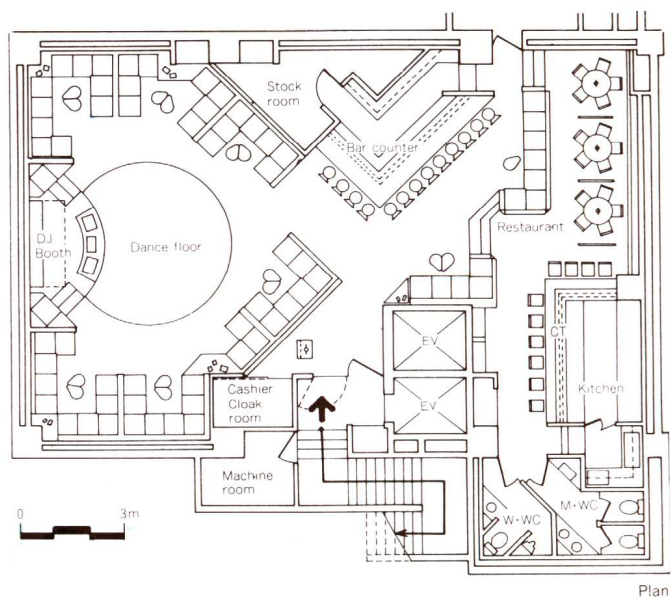 Stock
room
Bar counter
Restaurant
DJ
Booth
Dance floor
EV
CT
EV
Kitchen
Cashier
Cloak
room
Machine
room
W•WC
M•WC
0
3m
Plan